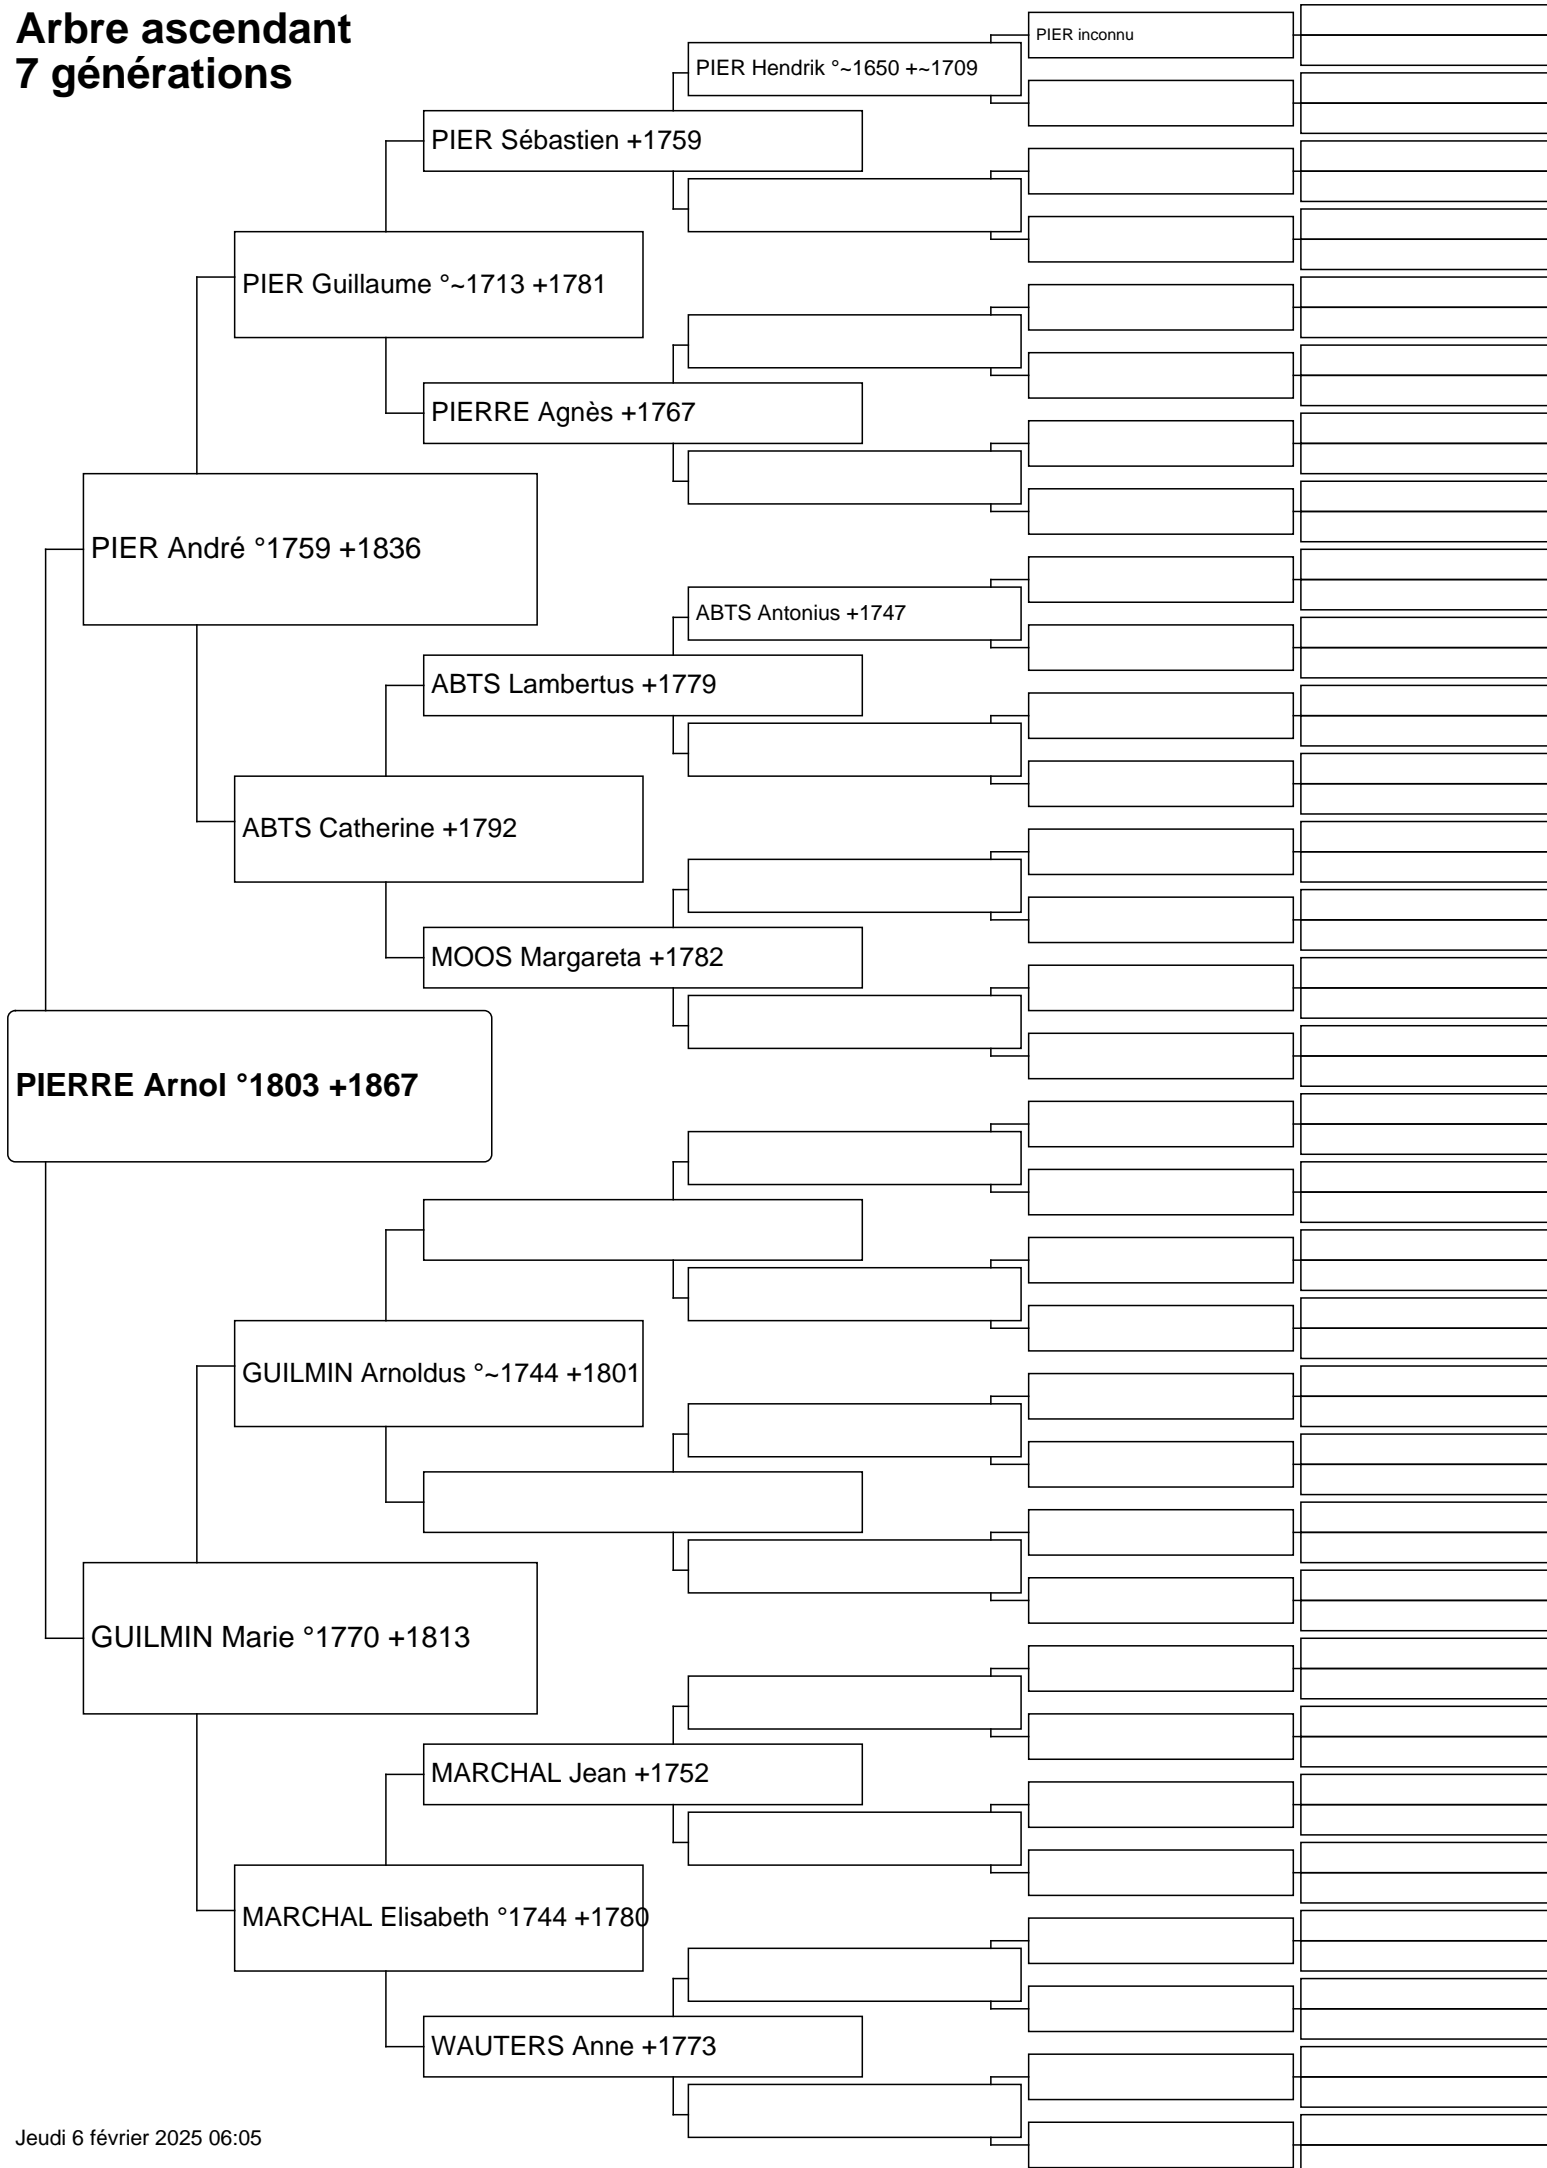 Arbre ascendant
7 générations
PIER inconnu
PIER Hendrik °~1650 +~1709
PIER Sébastien +1759
PIER Guillaume °~1713 +1781
PIERRE Agnès +1767
PIER André °1759 +1836
ABTS Antonius +1747
ABTS Lambertus +1779
ABTS Catherine +1792
MOOS Margareta +1782
PIERRE Arnol °1803 +1867
GUILMIN Arnoldus °~1744 +1801
GUILMIN Marie °1770 +1813
MARCHAL Jean +1752
MARCHAL Elisabeth °1744 +1780
WAUTERS Anne +1773
Jeudi 6 février 2025 06:05